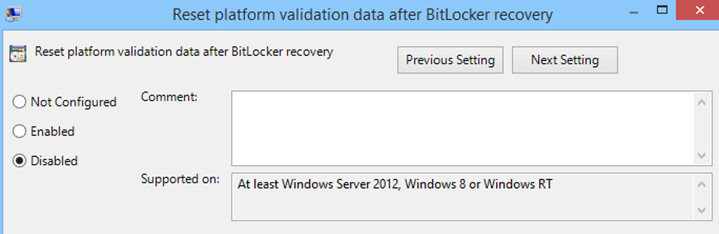 Reset platform validation data after BitLocker recovery
Reset platform validation data after BitLocker recovery
Previous Setting
Next Setting
Not Configured
Enabled
Disabled
Comment:
Supported on:
At least Windows Server 2012, Windows 8 or Windows RT